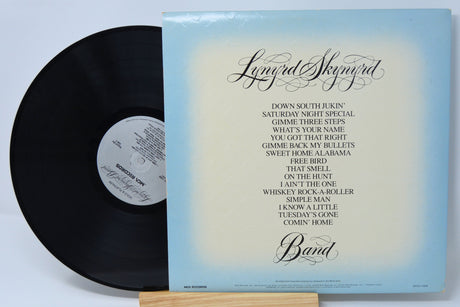 Lynyrd Skynyrd
DOWN SOUTH JUKIN'
SATURDAY NIGHT SPECIAL
GIMME THREE STEPS
WHAT'S YOUR NAME
YOU GOT THAT RIGHT
GIMME BACK MY BULLETS
SWEET HOME ALABAMA
FREE BIRD
THAT SMELL
ON THE HUNT
I AIN'T THE ONE
WHISKEY ROCK-A-ROLLER
SIMPLE MAN
I KNOW A LITTLE
TUESDAY'S GONE
COMIN' HOME
Band
MCA RECORDS
MCA RECORDS